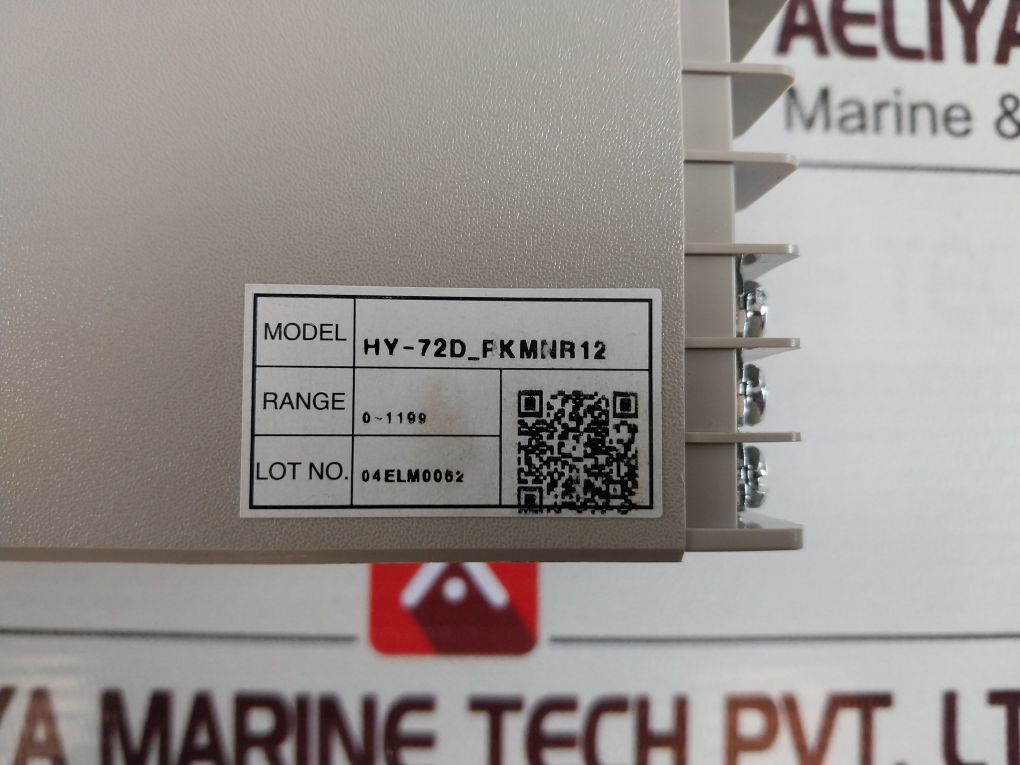 AELIYA
Marine &
MODEL HY-72D_PKMNR12
RANGE 0~1199
LOT NO. 04ELM0062
YA MARINE TECH PVT. LT